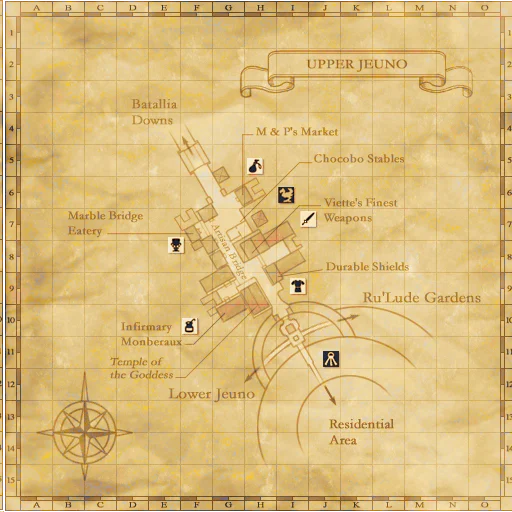 A B C D E F G H I J K L M N O
UPPER JEUNO
Batallia
Downs
M & P's Market
Chocobo Stables
Viette's Finest
Weapons
Marble Bridge
Eatery
Arosan Bridge
Durable Shields
Ru'Lude Gardens
Infirmary
Monberaux
Temple of
the Goddess
Lower Jeuno
Residential
Area
1
2
3
4
5
6
7
8
9
10
11
12
13
14
15
A B C D E F G H I J K L M N O